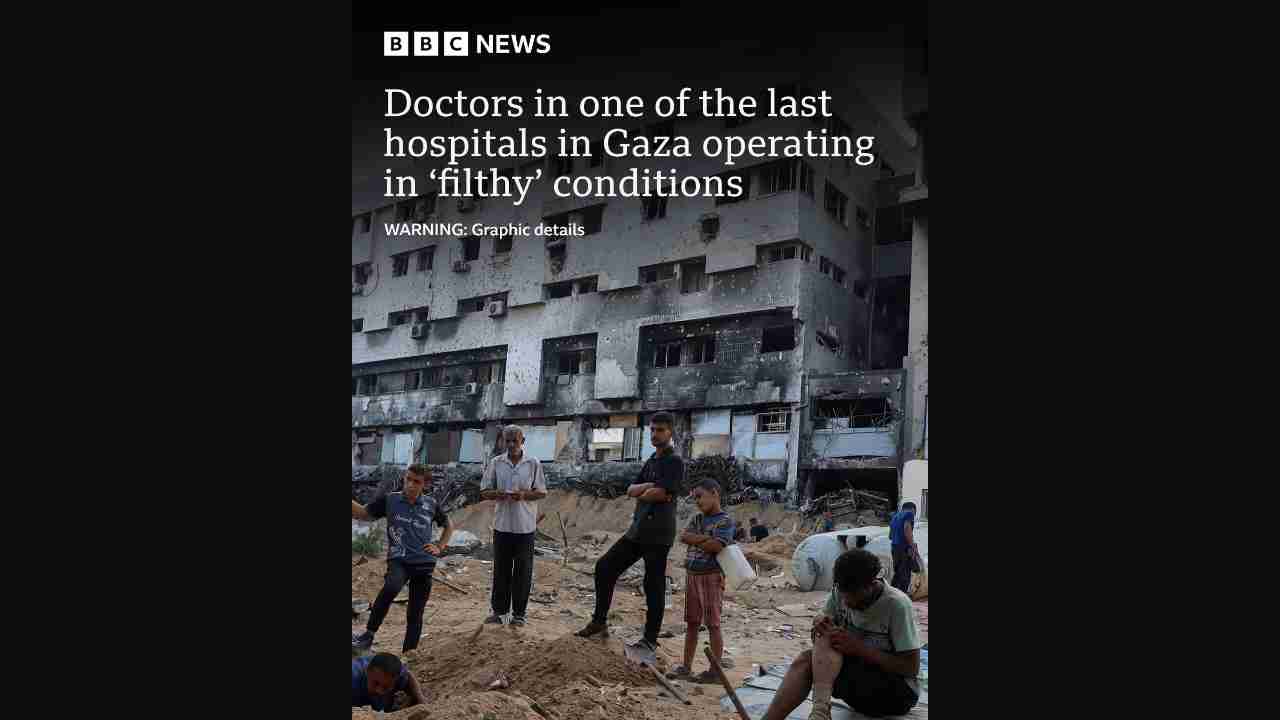 BBC NEWS
Doctors in one of the last
hospitals in Gaza operating
in ‘filthy’ conditions
WARNING: Graphic details